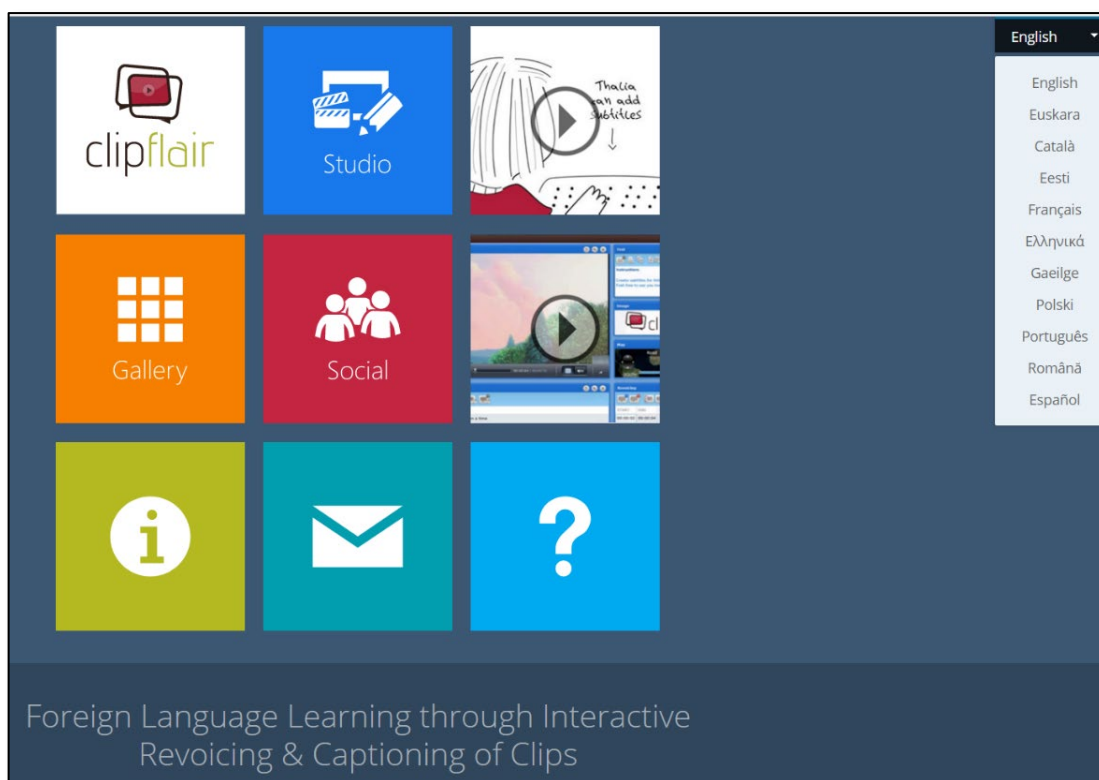 clipflair
Studio
Thalia
can add
subtitles
Gallery
Social
English
English
Euskara
Català
Eesti
Français
Ελληνικά
Gaeilge
Polski
Português
Română
Español
Foreign Language Learning through Interactive
Revoicing & Captioning of Clips